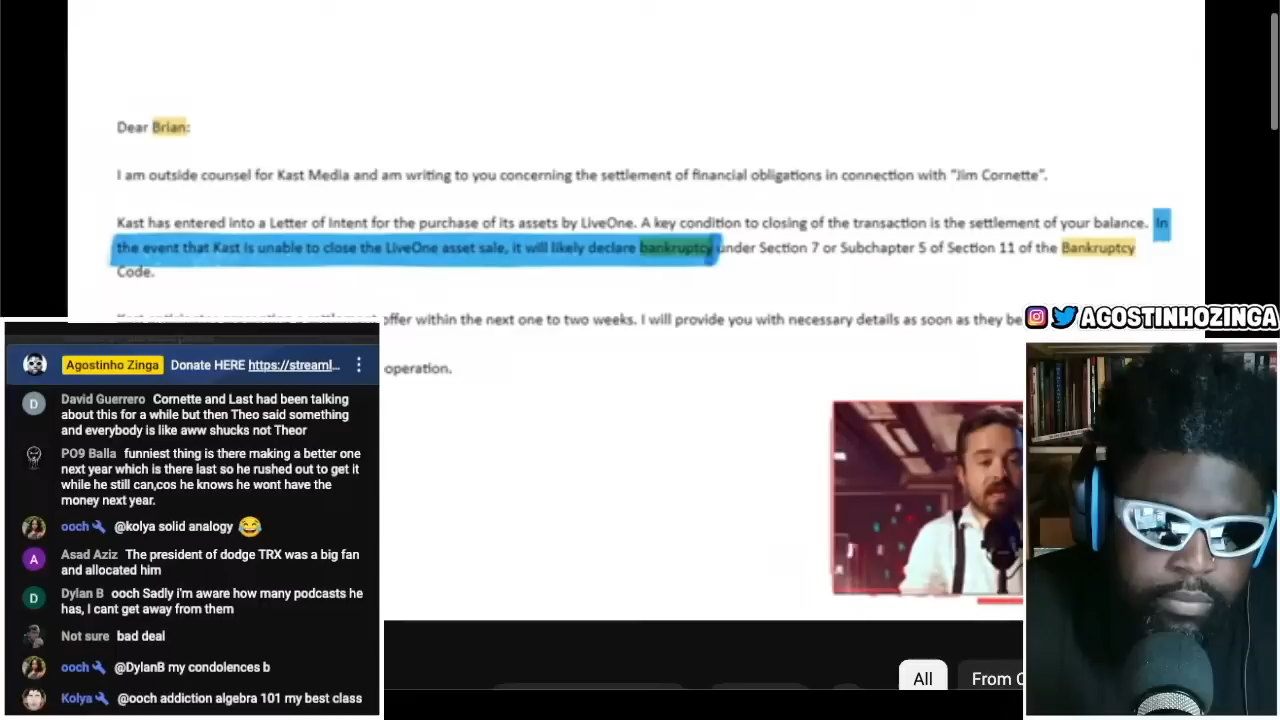 Dear Brian:
I am outside counsel for Kast Media and am writing to you concerning the settlement of financial obligations in connection with "Jim Cornette".
Kast has entered into a Letter of Intent for the purchase of its assets by LiveOne. A key condition to closing of the transaction is the settlement of your balance. In
the event that Kast is unable to close the LiveOne asset sale, it will likely declare bankruptcy under Section 7 or Subchapter 5 of Section 11 of the Bankruptcy
Code.
offer within the next one to two weeks. I will provide you with necessary details as soon as they be
operation.
AGOSTINHOZINGA
Agostinho Zinga Donate HERE https://streaml...
David Guerrero Cornette and Last had been talking
about this for a while but then Theo said something
and everybody is like aww shucks not Theor
PO9 Balla funniest thing is there making a better one
next year which is there last so he rushed out to get it
while he still can,cos he knows he wont have the
money next year.
ooch @kolya solid analogy 😂
Asad Aziz The president of dodge TRX was a big fan
and allocated him
Dylan B ooch Sadly i'm aware how many podcasts he
has, I cant get away from them
Not sure bad deal
ooch @DylanB my condolences b
Kolya @ooch addiction algebra 101 my best class
All
From